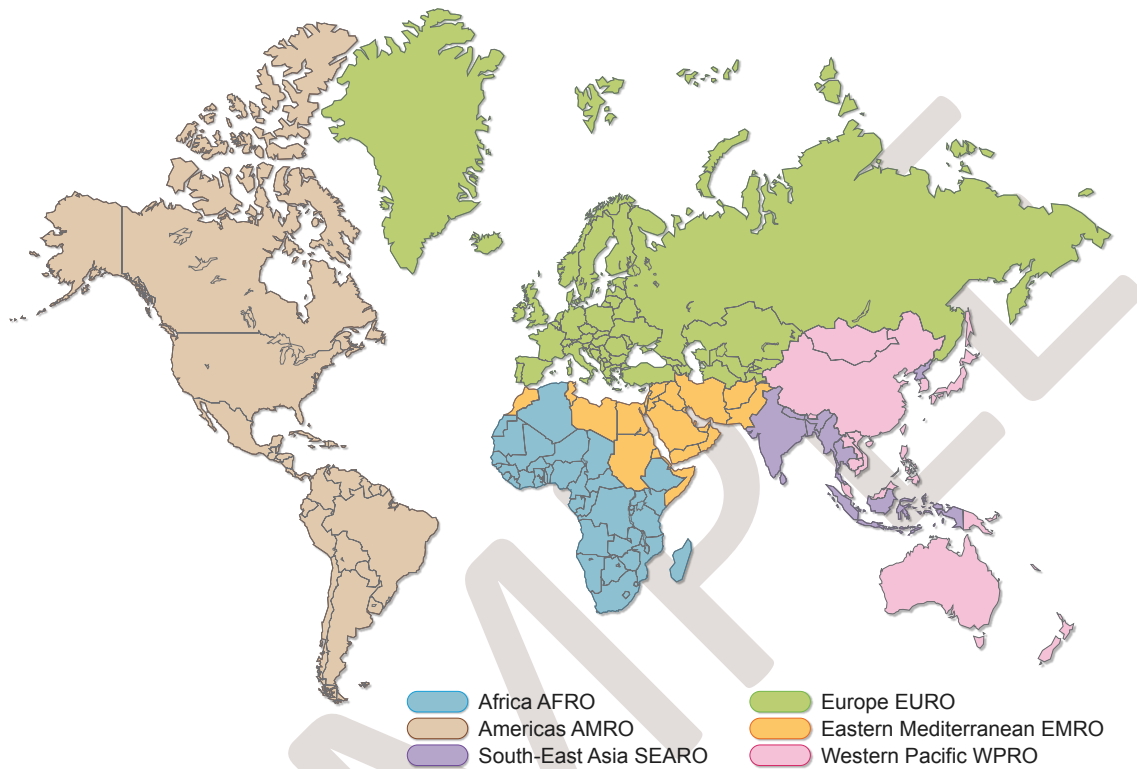 Africa AFRO
Americas AMRO
South-East Asia SEARO
Europe EURO
Eastern Mediterranean EMRO
Western Pacific WPRO